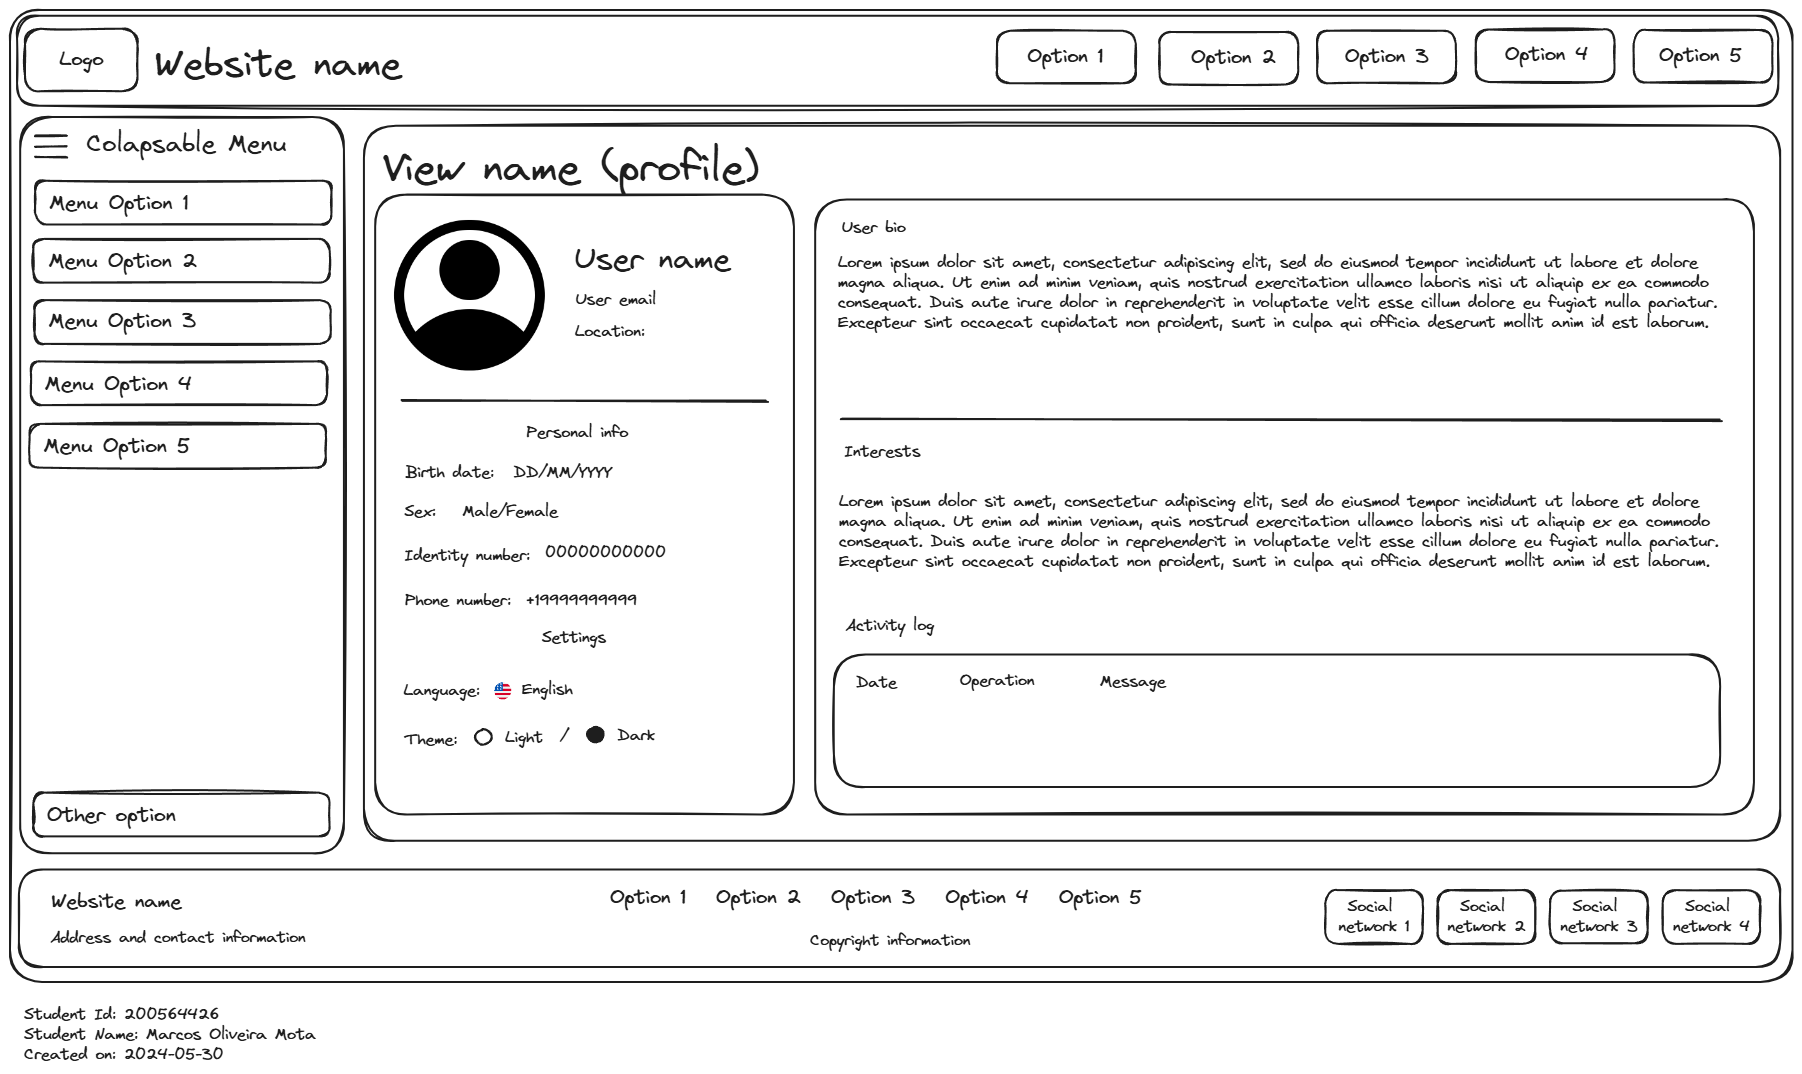 Logo
Website name
Option 1
Option 2
Option 3
Option 4
Option 5
Colapsable Menu
Menu Option 1
Menu Option 2
Menu Option 3
Menu Option 4
Menu Option 5
Other option
View name (profile)
User name
User email
Location:
Personal info
Birth date: DD/MM/YYYY
Sex: Male/Female
Identity number: 00000000000
Phone number: +19999999999
Settings
Language: English
Theme: Light / Dark
User bio
Lorem ipsum dolor sit amet, consectetur adipiscing elit, sed do eiusmod tempor incididunt ut labore et dolore
magna aliqua. Ut enim ad minim veniam, quis nostrud exercitation ullamco laboris nisi ut aliquip ex ea commodo
consequat. Duis aute irure dolor in reprehenderit in voluptate velit esse cillum dolore eu fugiat nulla pariatur.
Excepteur sint occaecat cupidatat non proident, sunt in culpa qui officia deserunt mollit anim id est laborum.
Interests
Lorem ipsum dolor sit amet, consectetur adipiscing elit, sed do eiusmod tempor incididunt ut labore et dolore
magna aliqua. Ut enim ad minim veniam, quis nostrud exercitation ullamco laboris nisi ut aliquip ex ea commodo
consequat. Duis aute irure dolor in reprehenderit in voluptate velit esse cillum dolore eu fugiat nulla pariatur.
Excepteur sint occaecat cupidatat non proident, sunt in culpa qui officia deserunt mollit anim id est laborum.
Activity log
Date Operation Message
Website name
Address and contact information
Option 1 Option 2 Option 3 Option 4 Option 5
Copyright information
Social
network 1
Social
network 2
Social
network 3
Social
network 4
Student Id: 200564426
Student Name: Marcos Oliveira Mota
Created on: 2024-05-30